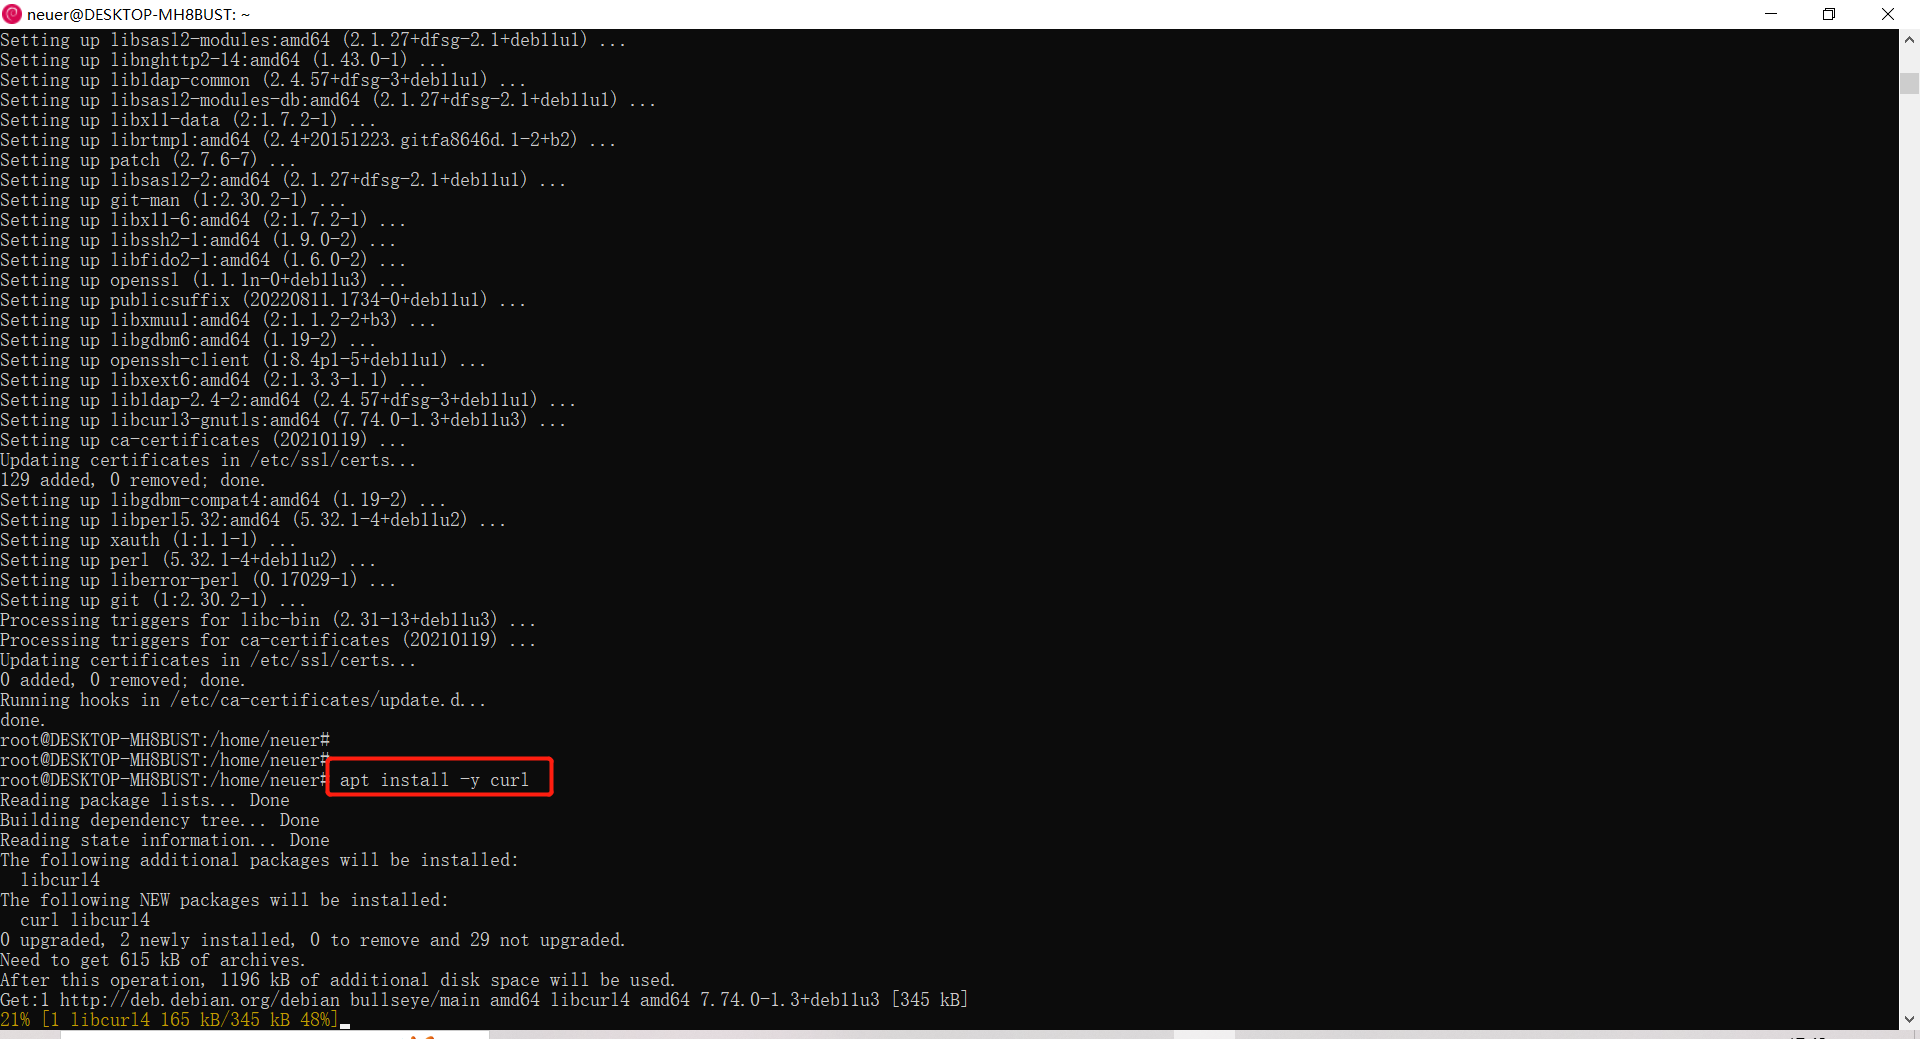 neuer@DESKTOP-MH8BUST: ~
Setting up libsasl2-modules:amd64 (2.1.27+dfsg-2.1+deb11u1) ...
Setting up libnghttp2-14:amd64 (1.43.0-1) ...
Setting up libldap-common (2.4.57+dfsg-3+deb11u1) ...
Setting up libsasl2-modules-db:amd64 (2.1.27+dfsg-2.1+deb11u1) ...
Setting up libx11-data (2:1.7.2-1) ...
Setting up librtmp1:amd64 (2.4+20151223.gitfa8646d.1-2+b2) ...
Setting up patch (2.7.6-7) ...
Setting up libsasl2-2:amd64 (2.1.27+dfsg-2.1+deb11u1) ...
Setting up git-man (1:2.30.2-1) ...
Setting up libx11-6:amd64 (2:1.7.2-1) ...
Setting up libssh2-1:amd64 (1.9.0-2) ...
Setting up libfido2-1:amd64 (1.6.0-2) ...
Setting up openssl (1.1.1n-0+deb11u3) ...
Setting up publicsuffix (20220811.1734-0+deb11u1) ...
Setting up libxmuu1:amd64 (2:1.1.2-2+b3) ...
Setting up libgdbm6:amd64 (1.19-2) ...
Setting up openssh-client (1:8.4p1-5+deb11u1) ...
Setting up libxext6:amd64 (2:1.3.3-1.1) ...
Setting up libldap-2.4-2:amd64 (2.4.57+dfsg-3+deb11u1) ...
Setting up libcurl3-gnutls:amd64 (7.74.0-1.3+deb11u3) ...
Setting up ca-certificates (20210119) ...
Updating certificates in /etc/ssl/certs...
129 added, 0 removed; done.
Setting up libgdbm-compat4:amd64 (1.19-2) ...
Setting up libperl5.32:amd64 (5.32.1-4+deb11u2) ...
Setting up xauth (1:1.1-1) ...
Setting up perl (5.32.1-4+deb11u2) ...
Setting up liberror-perl (0.17029-1) ...
Setting up git (1:2.30.2-1) ...
Processing triggers for libc-bin (2.31-13+deb11u3) ...
Processing triggers for ca-certificates (20210119) ...
Updating certificates in /etc/ssl/certs...
0 added, 0 removed; done.
Running hooks in /etc/ca-certificates/update.d...
done.
root@DESKTOP-MH8BUST:/home/neuer#
root@DESKTOP-MH8BUST:/home/neuer#
root@DESKTOP-MH8BUST:/home/neuer# apt install -y curl
Reading package lists... Done
Building dependency tree... Done
Reading state information... Done
The following additional packages will be installed:
  libcurl4
The following NEW packages will be installed:
  curl libcurl4
0 upgraded, 2 newly installed, 0 to remove and 29 not upgraded.
Need to get 615 kB of archives.
After this operation, 1196 kB of additional disk space will be used.
Get:1 http://deb.debian.org/debian bullseye/main amd64 libcurl4 amd64 7.74.0-1.3+deb11u3 [345 kB]
21% [1 libcurl4 165 kB/345 kB 48%]